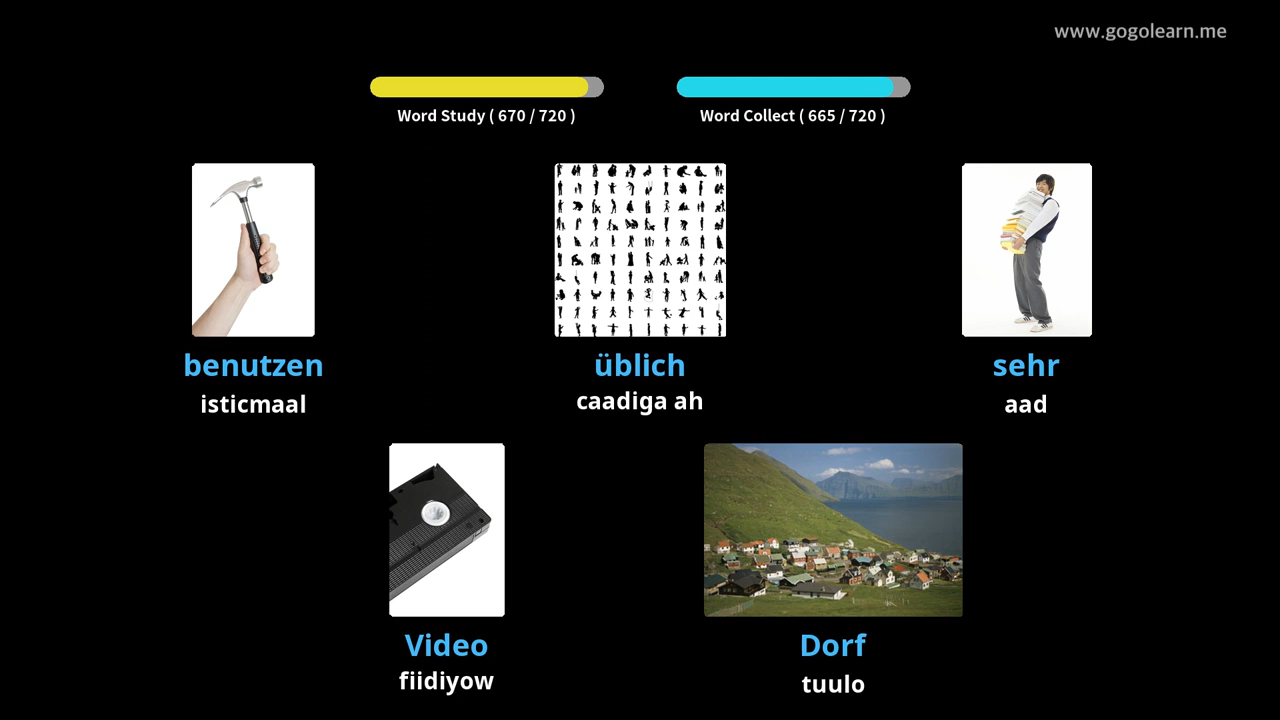 www.gogolearn.me
Word Study ( 670 / 720 )
Word Collect ( 665 / 720 )
benutzen
isticmaal
üblich
caadiga ah
sehr
aad
Video
fiidiyow
Dorf
tuulo